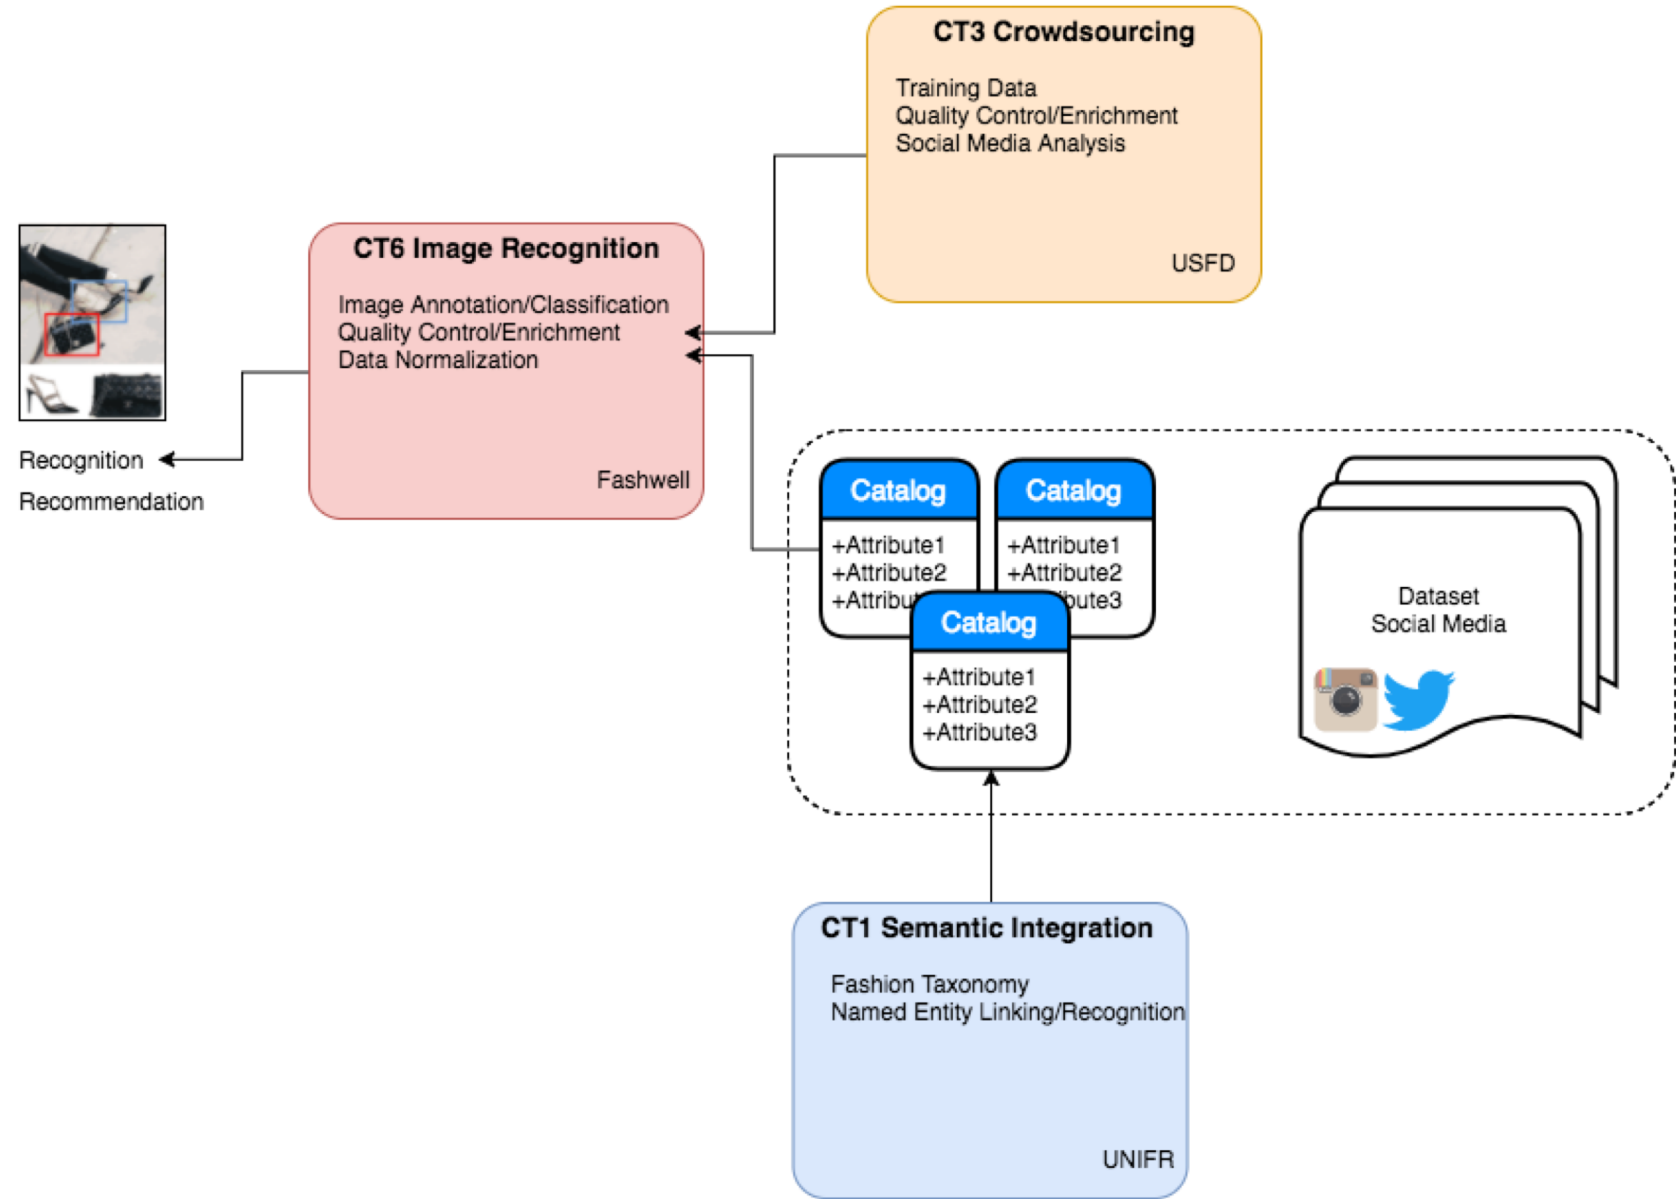 CT3 Crowdsourcing
Training Data
Quality Control/Enrichment
Social Media Analysis
USFD
CT6 Image Recognition
Image Annotation/Classification
Quality Control/Enrichment
Data Normalization
Fashwell
Recognition
Recommendation
Catalog
+Attribute1
+Attribute2
+Attribu
Catalog
+Attribute1
+Attribute2
bute3
Catalog
+Attribute1
+Attribute2
+Attribute3
Dataset
Social Media
CT1 Semantic Integration
Fashion Taxonomy
Named Entity Linking/Recognition
UNIFR